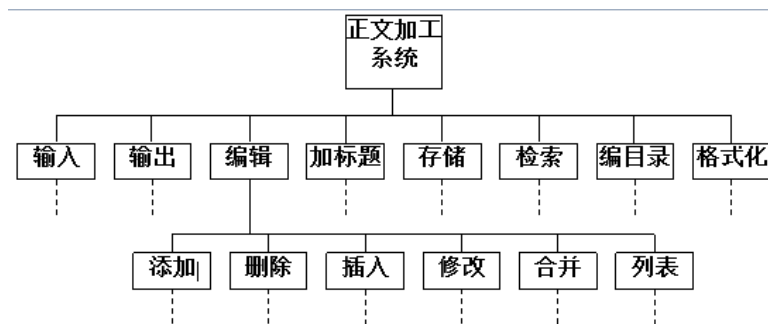 正文加工
系统
输入
输出
编辑
加标题
存储
检索
编目录
格式化
添加
删除
插入
修改
合并
列表